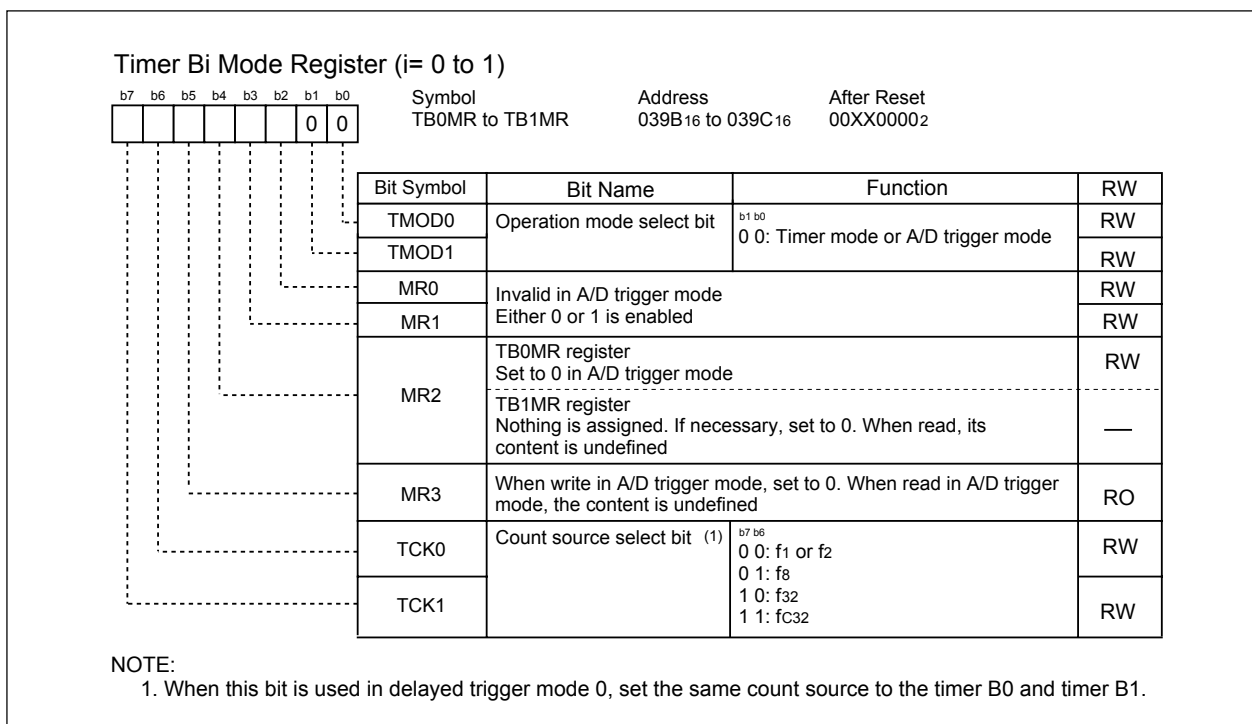 Timer Bi Mode Register (i= 0 to 1)
b7 b6 b5 b4 b3 b2 b1 b0
0 0
Symbol Address After Reset
TB0MR to TB1MR 039B16 to 039C16 00XX00002
Bit Symbol Bit Name Function RW
TMOD0 Operation mode select bit b1 b0 RW
0 0: Timer mode or A/D trigger mode
TMOD1 RW
MR0 Invalid in A/D trigger mode RW
MR1 Either 0 or 1 is enabled RW
MR2
TB0MR register RW
Set to 0 in A/D trigger mode
TB1MR register
Nothing is assigned. If necessary, set to 0. When read, its —
content is undefined
MR3 When write in A/D trigger mode, set to 0. When read in A/D trigger RO
mode, the content is undefined
TCK0 Count source select bit (1) b7 b6 RW
0 0: f1 or f2
0 1: f8
TCK1 1 0: f32 RW
1 1: fC32
NOTE:
1. When this bit is used in delayed trigger mode 0, set the same count source to the timer B0 and timer B1.